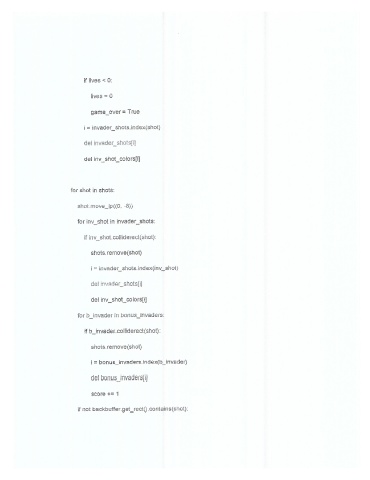 if lives < 0:
lives = 0
game_over = True
i = invader_shots.index(shot)
del invader_shots[i]
del inv_shot_colors[i]
for shot in shots:
shot.move_ip((0, -8))
for inv_shot in invader_shots:
if inv_shot.colliderect(shot):
shots.remove(shot)
i = invader_shots.index(inv_shot)
del invader_shots[i]
del inv_shot_colors[i]
for b_invader in bonus_invaders:
if b_invader.colliderect(shot):
shots.remove(shot)
i = bonus_invaders.index(b_invader)
del bonus_invaders[i]
score += 1
if not backbuffer.get_rect().contains(shot):